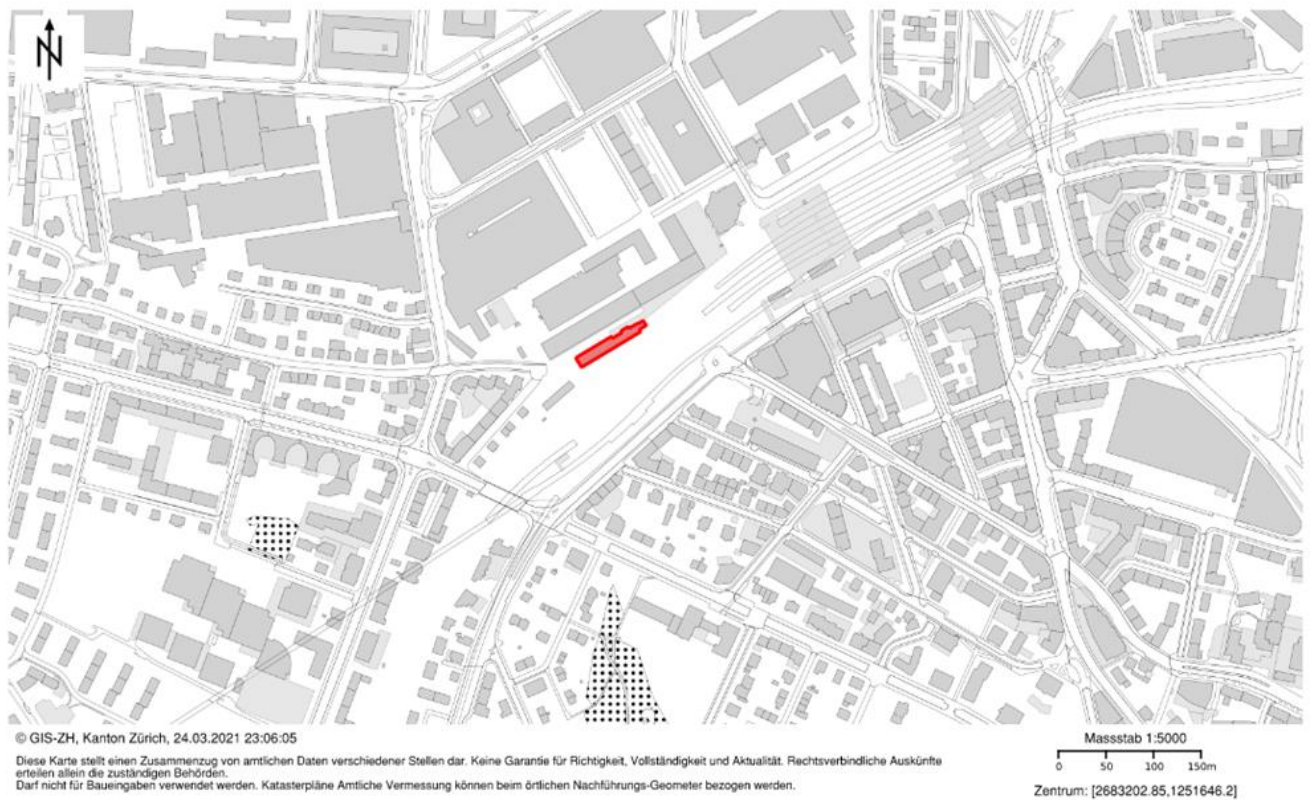 N
© GIS-ZH, Kanton Zürich, 24.03.2021 23:06:05
Diese Karte stellt einen Zusammenzug von amtlichen Daten verschiedener Stellen dar. Keine Garantie für Richtigkeit, Vollständigkeit und Aktualität. Rechtsverbindliche Auskünfte
erteilen allein die zuständigen Behörden.
Darf nicht für Baueingaben verwendet werden. Katasterpläne Amtliche Vermessung können beim örtlichen Nachführungs-Geometer bezogen werden.
Massstab 1:5000
0 50 100 150m
Zentrum: [2683202.85,1251646.2]